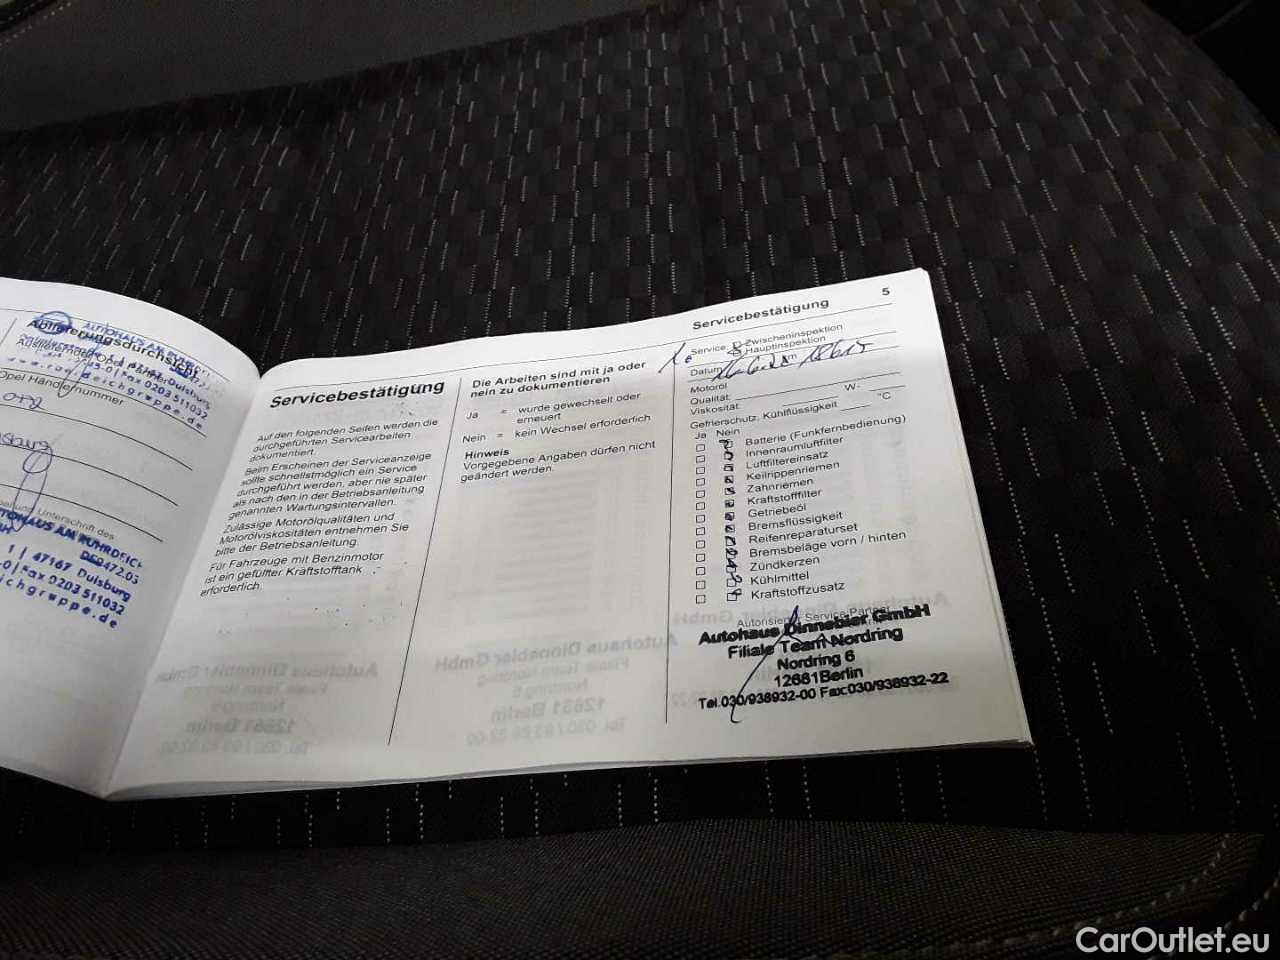 Ablieferungsdurchsicht
Opel Händlernummer
AUTOHAUS AM RUHRDEICH
47167 Duisburg
Fax 0203 511032
Servicebestätigung
Auf den folgenden Seiten werden die
durchgeführten Servicearbeiten
dokumentiert.
Beim Erscheinen der Serviceanzeige
sollte schnellstmöglich ein Service
durchgeführt werden, aber nie später
als nach den in der Betriebsanleitung
genannten Wartungsintervallen.
Zulässige Motorölqualitäten und
Motorölviskositäten entnehmen Sie
bitte der Betriebsanleitung.
Für Fahrzeuge mit Benzinmotor
ist ein gefüllter Kraftstofftank
erforderlich.
Die Arbeiten sind mit ja oder
nein zu dokumentieren
Ja = wurde gewechselt oder
erneuert
Nein = kein Wechsel erforderlich
Hinweis
Vorgegebene Angaben dürfen nicht
geändert werden.
Servicebestätigung 5
Service: Zwischeninspektion
Hauptinspektion
Datum km
Motoröl
Qualität:
Viskosität: W-
Gefrierschutz, Kühlflüssigkeit °C
Ja Nein
Batterie (Funkfernbedienung)
Innenraumluftfilter
Luftfiltereinsatz
Keilrippenriemen
Zahnriemen
Kraftstofffilter
Getriebeöl
Bremsflüssigkeit
Reifenreparaturset
Bremsbeläge vorn / hinten
Zündkerzen
Kühlmittel
Kraftstoffzusatz
Autorisierter Service Partner
Autohaus Dinnebier GmbH
Filiale Team Nordring
Nordring 6
12681 Berlin
Tel.030/938932-00 Fax:030/938932-22
CarOutlet.eu